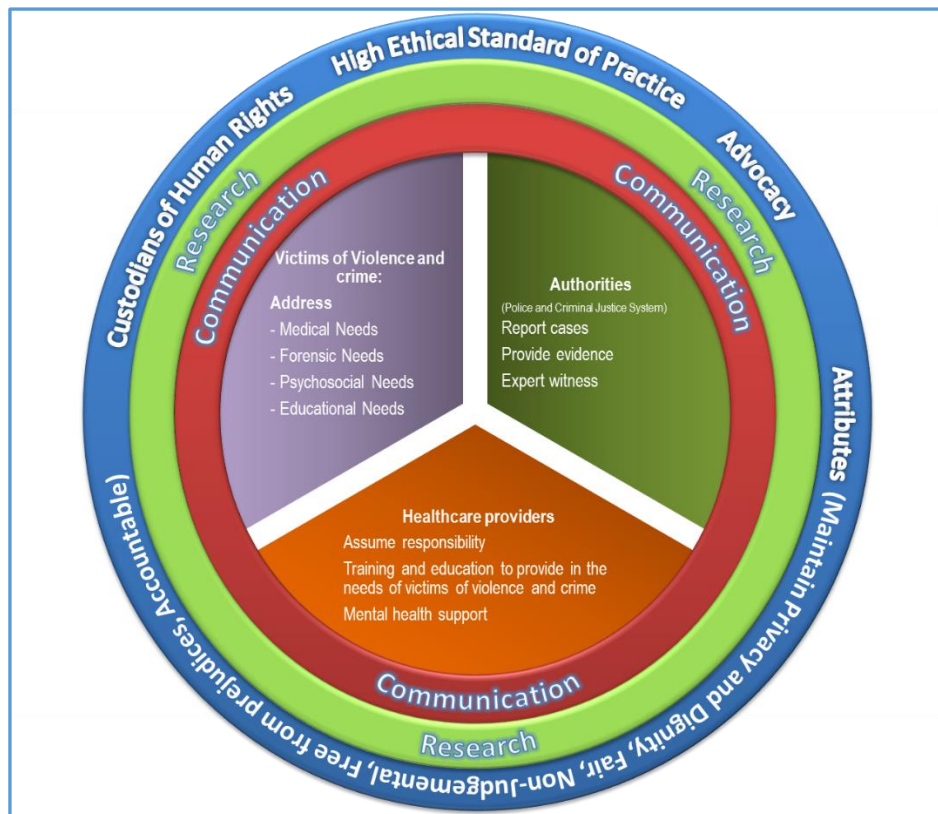 Custodians of Human Rights
High Ethical Standard of Practice
Advocacy
Attributes (Maintain Privacy and Dignity, Fair, Non-Judgemental, Free from prejudices, Accountable)
Research
Research
Communication
Communication
Victims of Violence and
crime:
Address
- Medical Needs
- Forensic Needs
- Psychosocial Needs
- Educational Needs
Authorities
(Police and Criminal Justice System)
Report cases
Provide evidence
Expert witness
Healthcare providers
Assume responsibility
Training and education to provide in the
needs of victims of violence and crime
Mental health support
Communication
Research